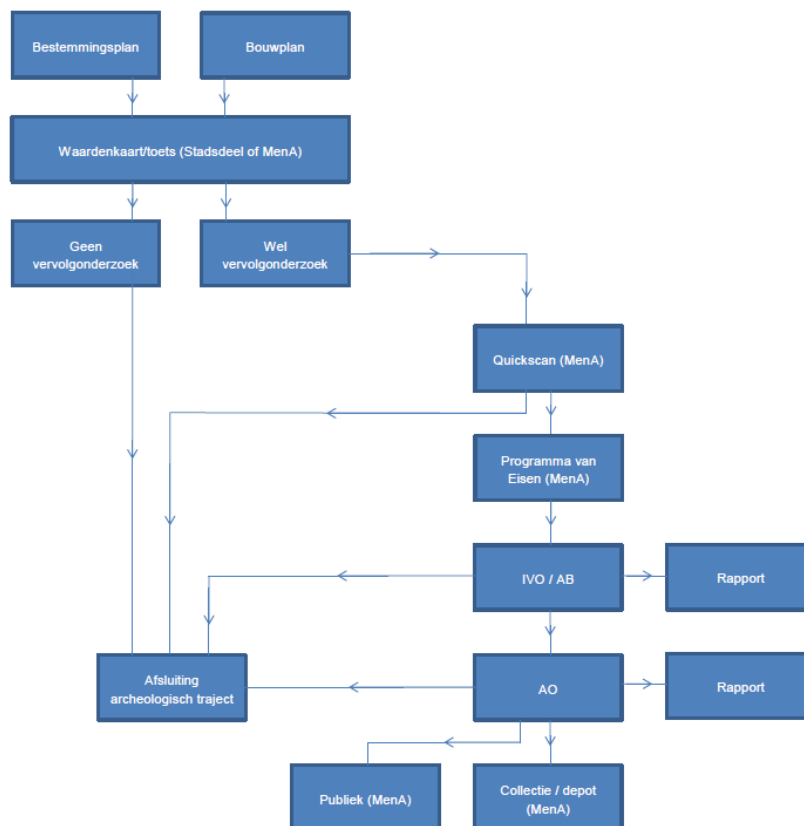 Bestemmingsplan
Bouwplan
Waardenkaart/toets (Stadsdeel of MenA)
Geen
vervolgonderzoek
Wel
vervolgonderzoek
Quickscan (MenA)
Programma van
Eisen (MenA)
IVO / AB
Rapport
Afsluiting
archeologisch traject
AO
Rapport
Publiek (MenA)
Collectie / depot
(MenA)